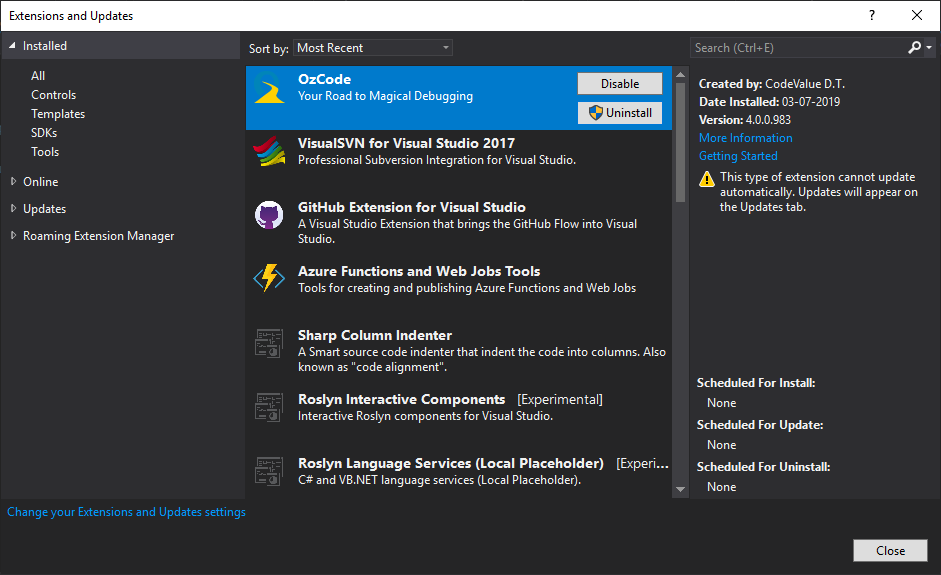 Extensions and Updates
?
Installed
Sort by: Most Recent
Search (Ctrl+E)
All
Controls
Templates
SDKs
Tools
Online
Updates
Roaming Extension Manager
OzCode
Your Road to Magical Debugging
Disable
Uninstall
VisualSVN for Visual Studio 2017
Professional Subversion Integration for Visual Studio.
GitHub Extension for Visual Studio
A Visual Studio Extension that brings the GitHub Flow into Visual
Studio.
Azure Functions and Web Jobs Tools
Tools for creating and publishing Azure Functions and Web Jobs
Sharp Column Indenter
A Smart source code indenter that indent the code into columns. Also
known as "code alignment".
Roslyn Interactive Components [Experimental]
Interactive Roslyn components for Visual Studio.
Roslyn Language Services (Local Placeholder) [Experi...
C# and VB.NET language services (Local Placeholder).
Created by: CodeValue D.T.
Date Installed: 03-07-2019
Version: 4.0.0.983
More Information
Getting Started
This type of extension cannot update
automatically. Updates will appear on
the Updates tab.
Scheduled For Install:
None
Scheduled For Update:
None
Scheduled For Uninstall:
None
Change your Extensions and Updates settings
Close